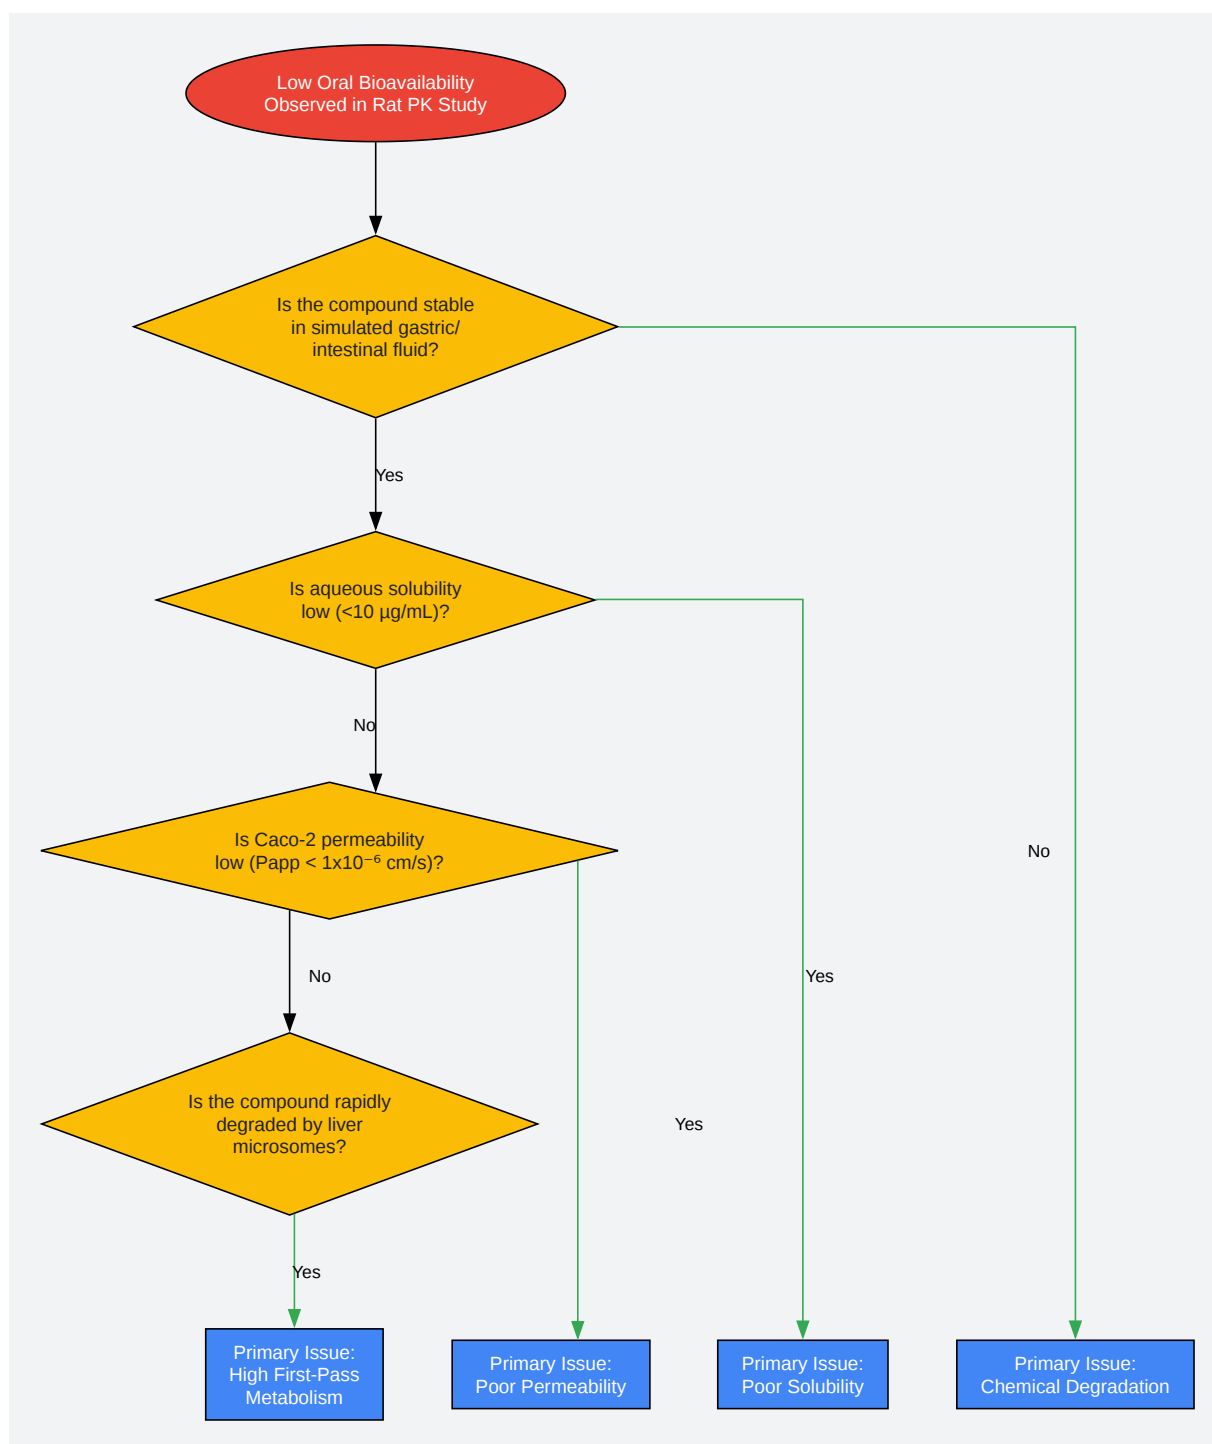 Low Oral Bioavailability
Observed in Rat PK Study
Is the compound stable
in simulated gastric/
intestinal fluid?
Yes
Is aqueous solubility
low (<10 µg/mL)?
No
Is Caco-2 permeability
low (Papp < 1x10⁻⁶ cm/s)?
No
No
Yes
Is the compound rapidly
degraded by liver
microsomes?
Yes
Yes
Primary Issue:
High First-Pass
Metabolism
Primary Issue:
Poor Permeability
Primary Issue:
Poor Solubility
Primary Issue:
Chemical Degradation